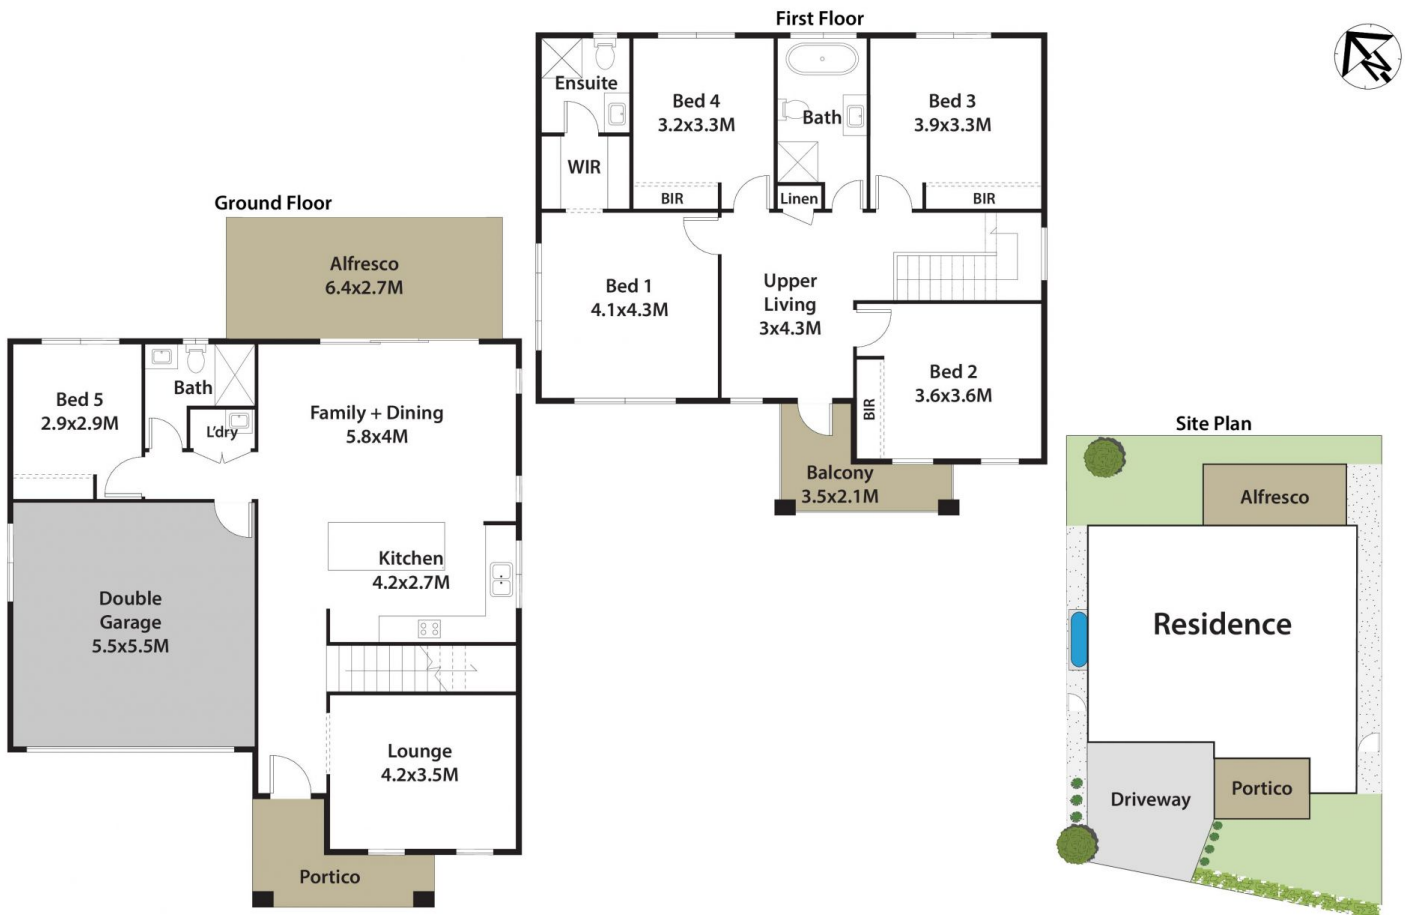 First Floor
Ensuite
WIR
Bed 4
3.2x3.3M
BIR
Bath
Linen
Bed 3
3.9x3.3M
BIR
Bed 1
4.1x4.3M
Upper
Living
3x4.3M
Bed 2
3.6x3.6M
BIR
Balcony
3.5x2.1M
N
Ground Floor
Alfresco
6.4x2.7M
Bed 5
2.9x2.9M
Bath
L'dry
Family + Dining
5.8x4M
Kitchen
4.2x2.7M
Double
Garage
5.5x5.5M
Lounge
4.2x3.5M
Portico
Site Plan
Alfresco
Residence
Driveway
Portico